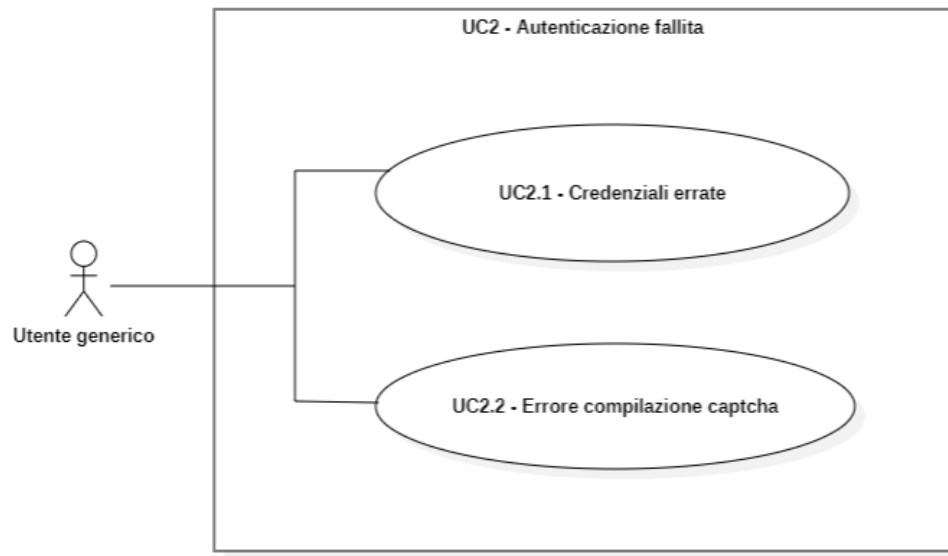 UC2 - Autenticazione fallita
UC2.1 - Credenziali errate
Utente generico
UC2.2 - Errore compilazione captcha